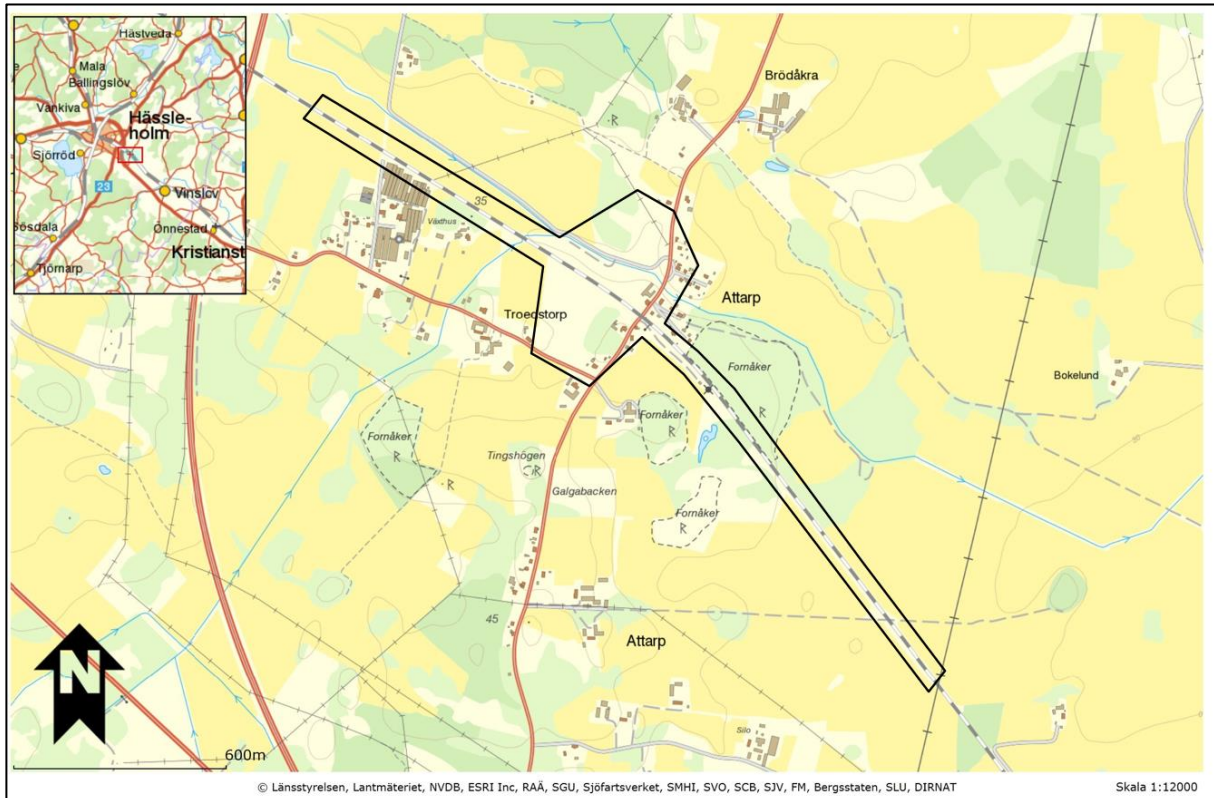 Hästveda
Mala
Ballingslöv
Vankiva
Hässle-
holm
Sjörröd
23
Vinslöv
Önnestad
Kristianst
Tjörnarp
Brödåkra
R
35
Växthus
Troedstorp
Attarp
Fornåker
R
Bokelund
Fornåker
R
Fornåker
R
R
Tingshögen
R
Galgabacken
Fornåker
R
45
Attarp
Silo
N
600m
© Länsstyrelsen, Lantmäteriet, NVDB, ESRI Inc, RAÄ, SGU, Sjöfartsverket, SMHI, SVO, SCB, SJV, FM, Bergsstaten, SLU, DIRNAT
Skala 1:12000